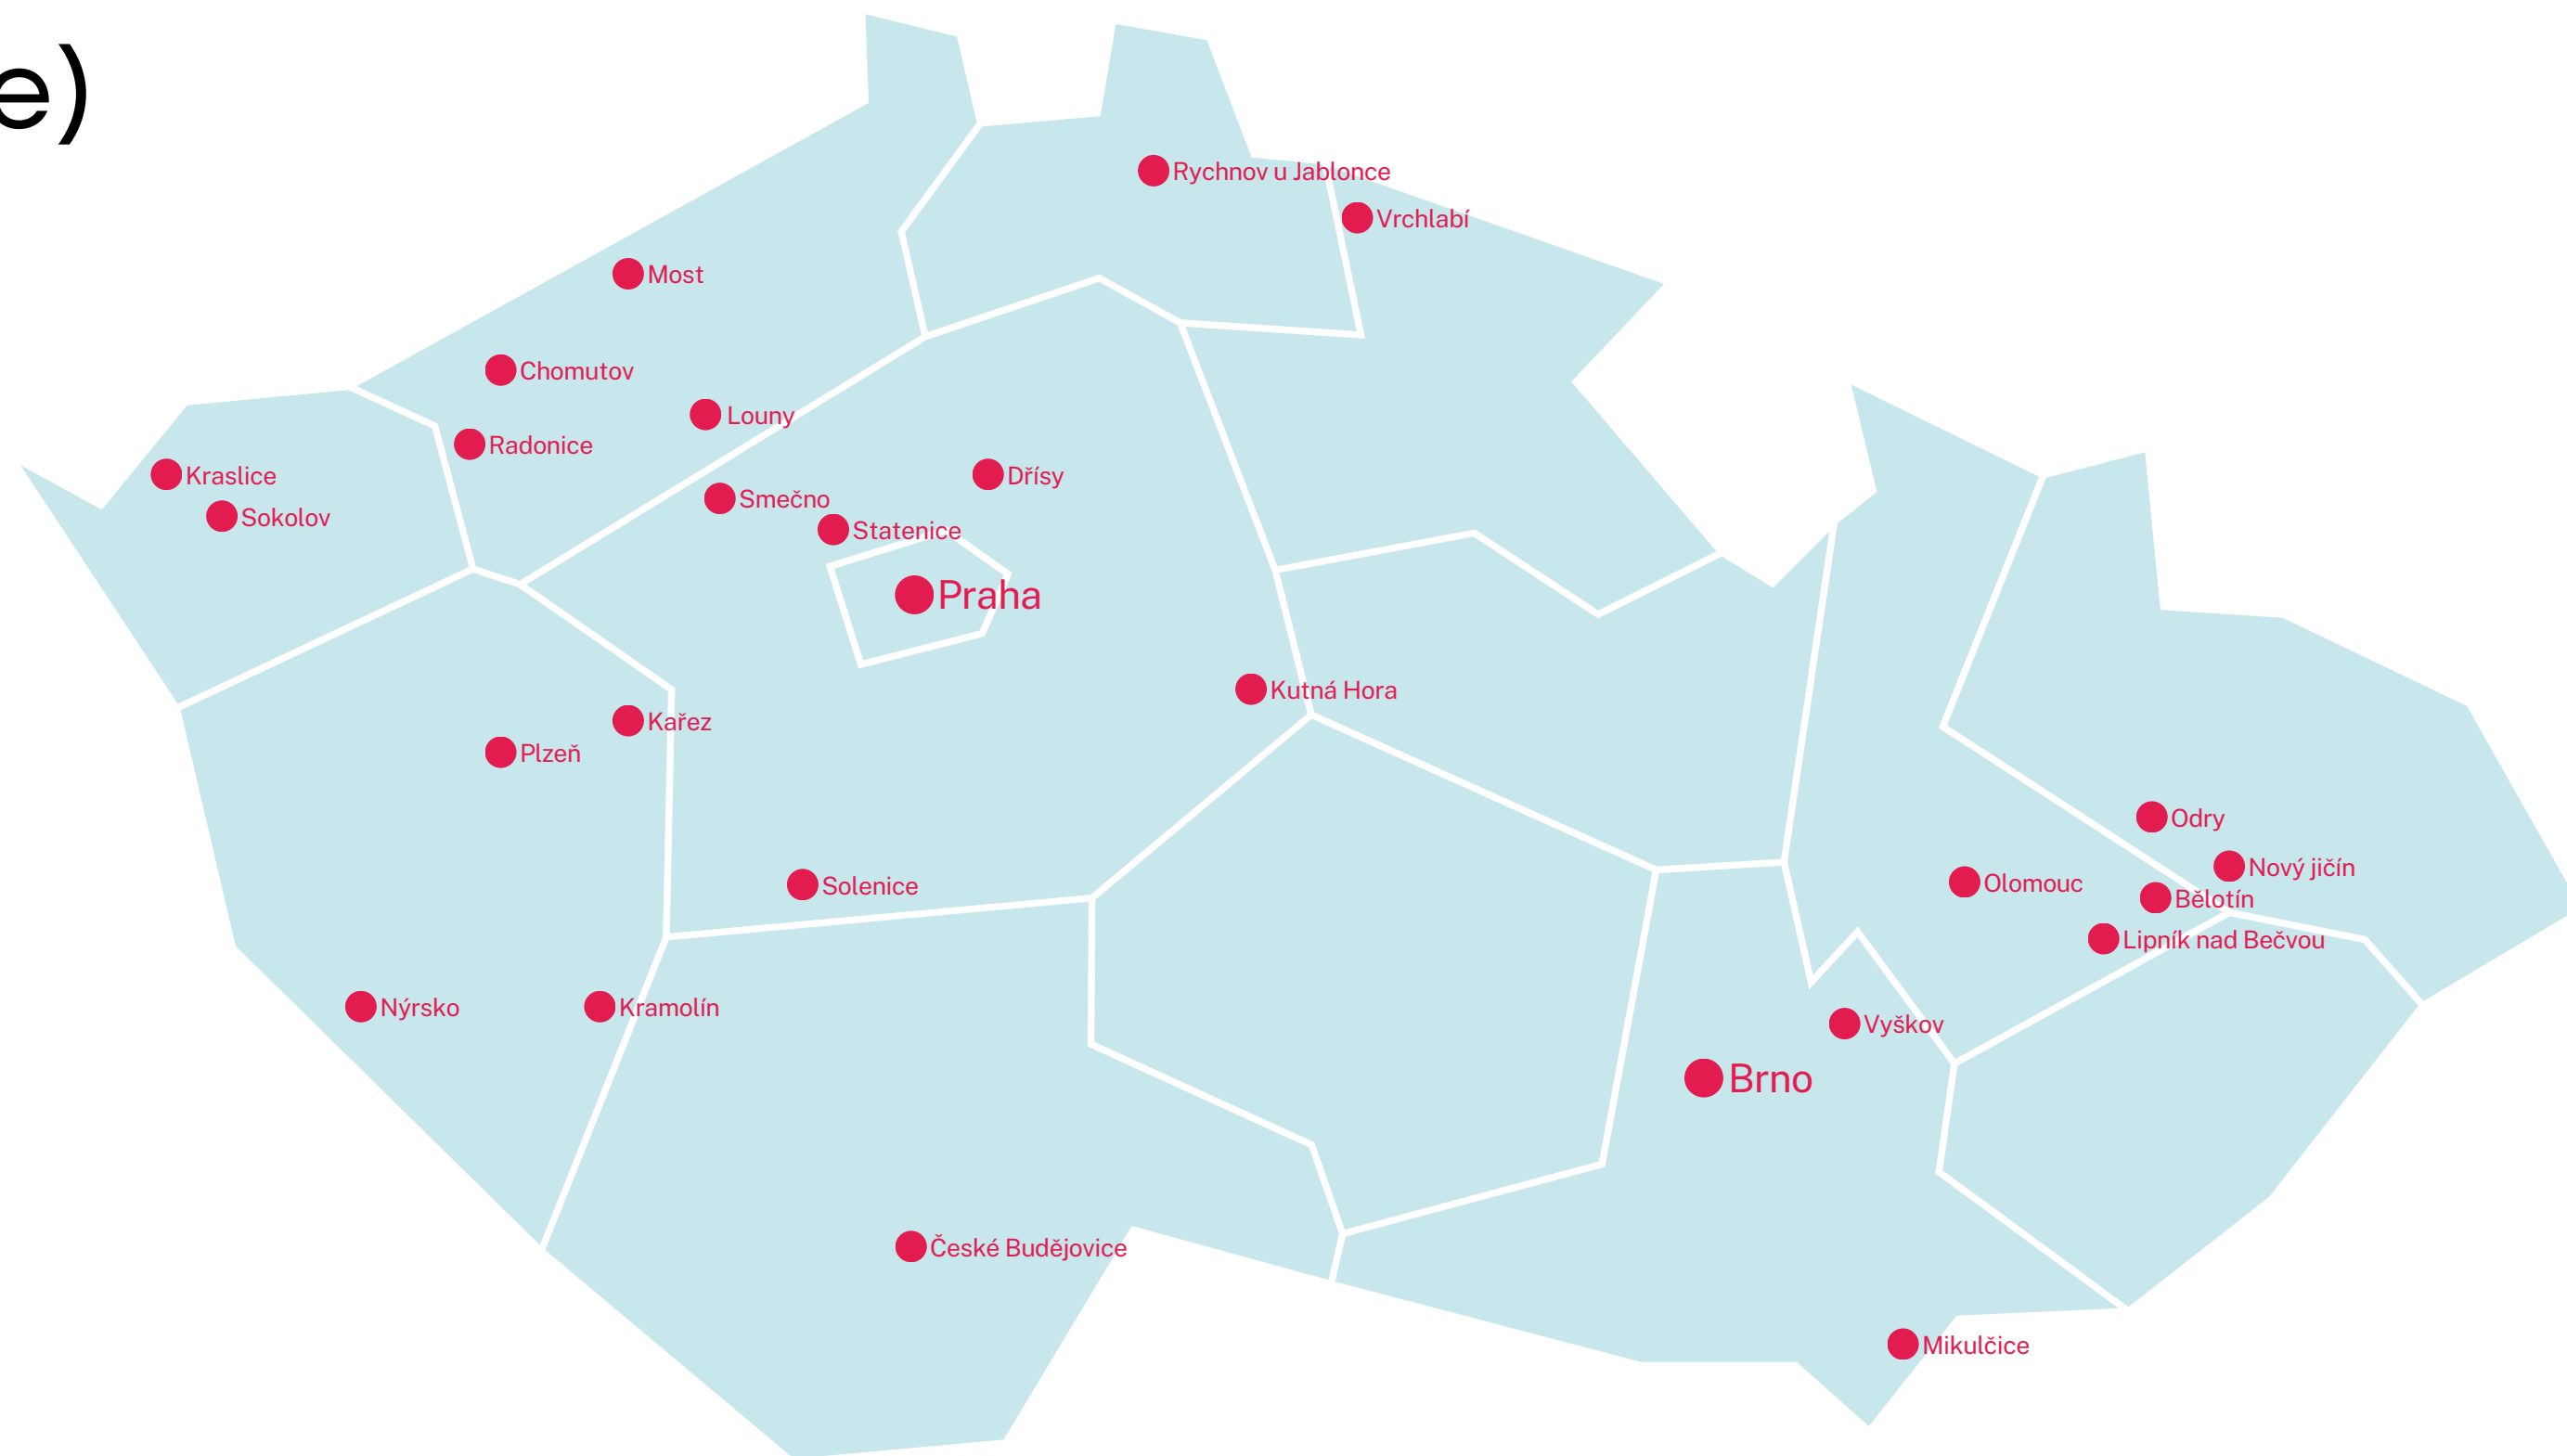 e)
Rychnov u Jablonce
Vrchlabí
Most
Chomutov
Louny
Radonice
Kraslice
Dřísy
Smečno
Sokolov
Statenice
Praha
Kutná Hora
Kařez
Plzeň
Odry
Nový jičín
Olomouc
Solenice
Bělotín
Lipník nad Bečvou
Nýrsko
Kramolín
Vyškov
Brno
České Budějovice
Mikulčice